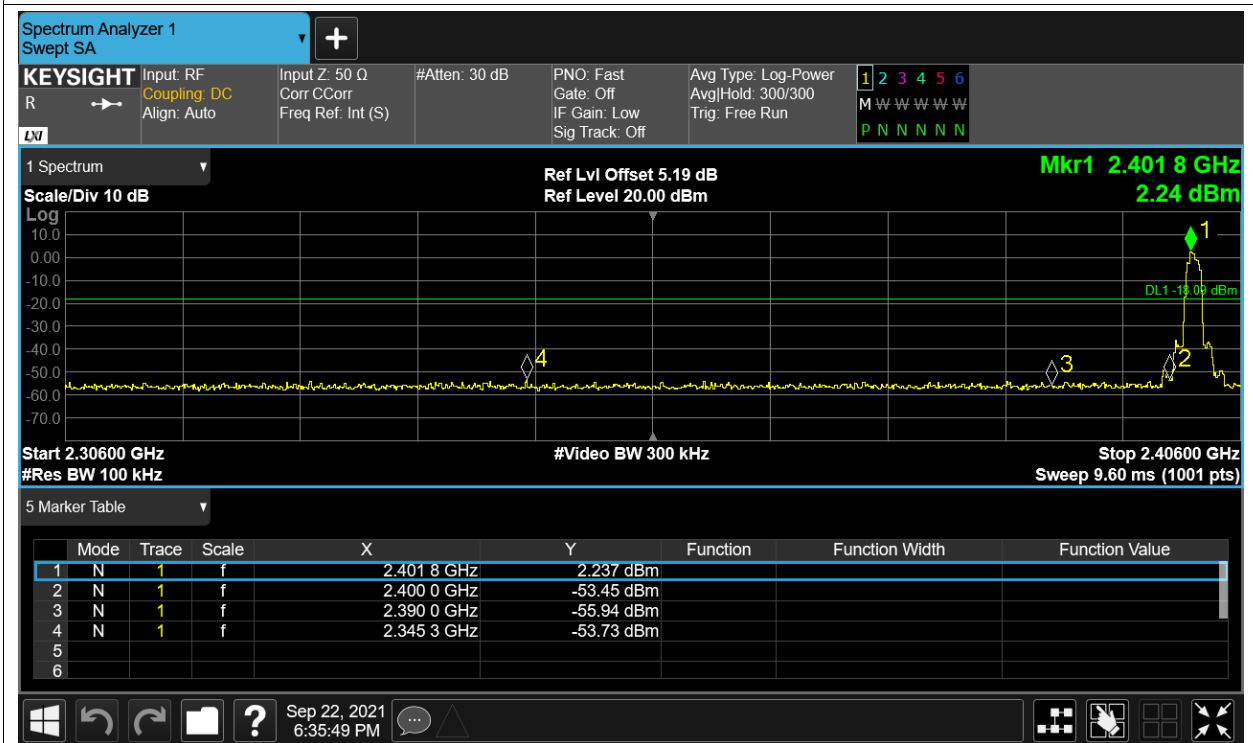 Spectrum Analyzer 1
Swept SA
KEYSIGHT
R
LXI
Input: RF
Coupling: DC
Align: Auto
Input Z: 50 Ω
Corr CCorr
Freq Ref: Int (S)
#Atten: 30 dB
PNO: Fast
Gate: Off
IF Gain: Low
Sig Track: Off
Avg Type: Log-Power
Avg|Hold: 300/300
Trig: Free Run
1 2 3 4 5 6
M W W W W W
P N N N N N
1 Spectrum
Scale/Div 10 dB
Ref Lvl Offset 5.19 dB
Ref Level 20.00 dBm
Mkr1 2.401 8 GHz
2.24 dBm
Log
10.0
0.00
-10.0
-20.0
-30.0
-40.0
-50.0
-60.0
-70.0
1
DL1 -18.09 dBm
4
3
2
Start 2.30600 GHz
#Video BW 300 kHz
Stop 2.40600 GHz
#Res BW 100 kHz
Sweep 9.60 ms (1001 pts)
5 Marker Table
Mode Trace Scale X Y Function Function Width Function Value
1 N 1 f 2.401 8 GHz 2.237 dBm
2 N 1 f 2.400 0 GHz -53.45 dBm
3 N 1 f 2.390 0 GHz -55.94 dBm
4 N 1 f 2.345 3 GHz -53.73 dBm
5
6
?
Sep 22, 2021
6:35:49 PM